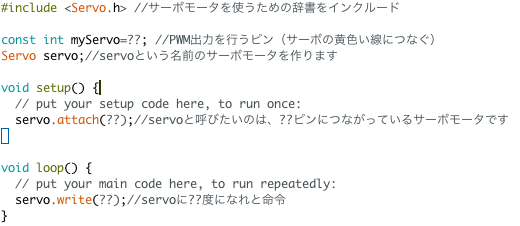 #include <Servo.h> //サーボモータを使うための辞書をインクルード
const int myServo=??; //PWM出力を行うピン（サーボの黄色い線につなぐ）
Servo servo;//servoという名前のサーボモータを作ります
void setup() {
// put your setup code here, to run once:
servo.attach(??);//servoと呼びたいのは、??ピンにつながっているサーボモータです
}
void loop() {
// put your main code here, to run repeatedly:
servo.write(??);//servoに??度になれと命令
}